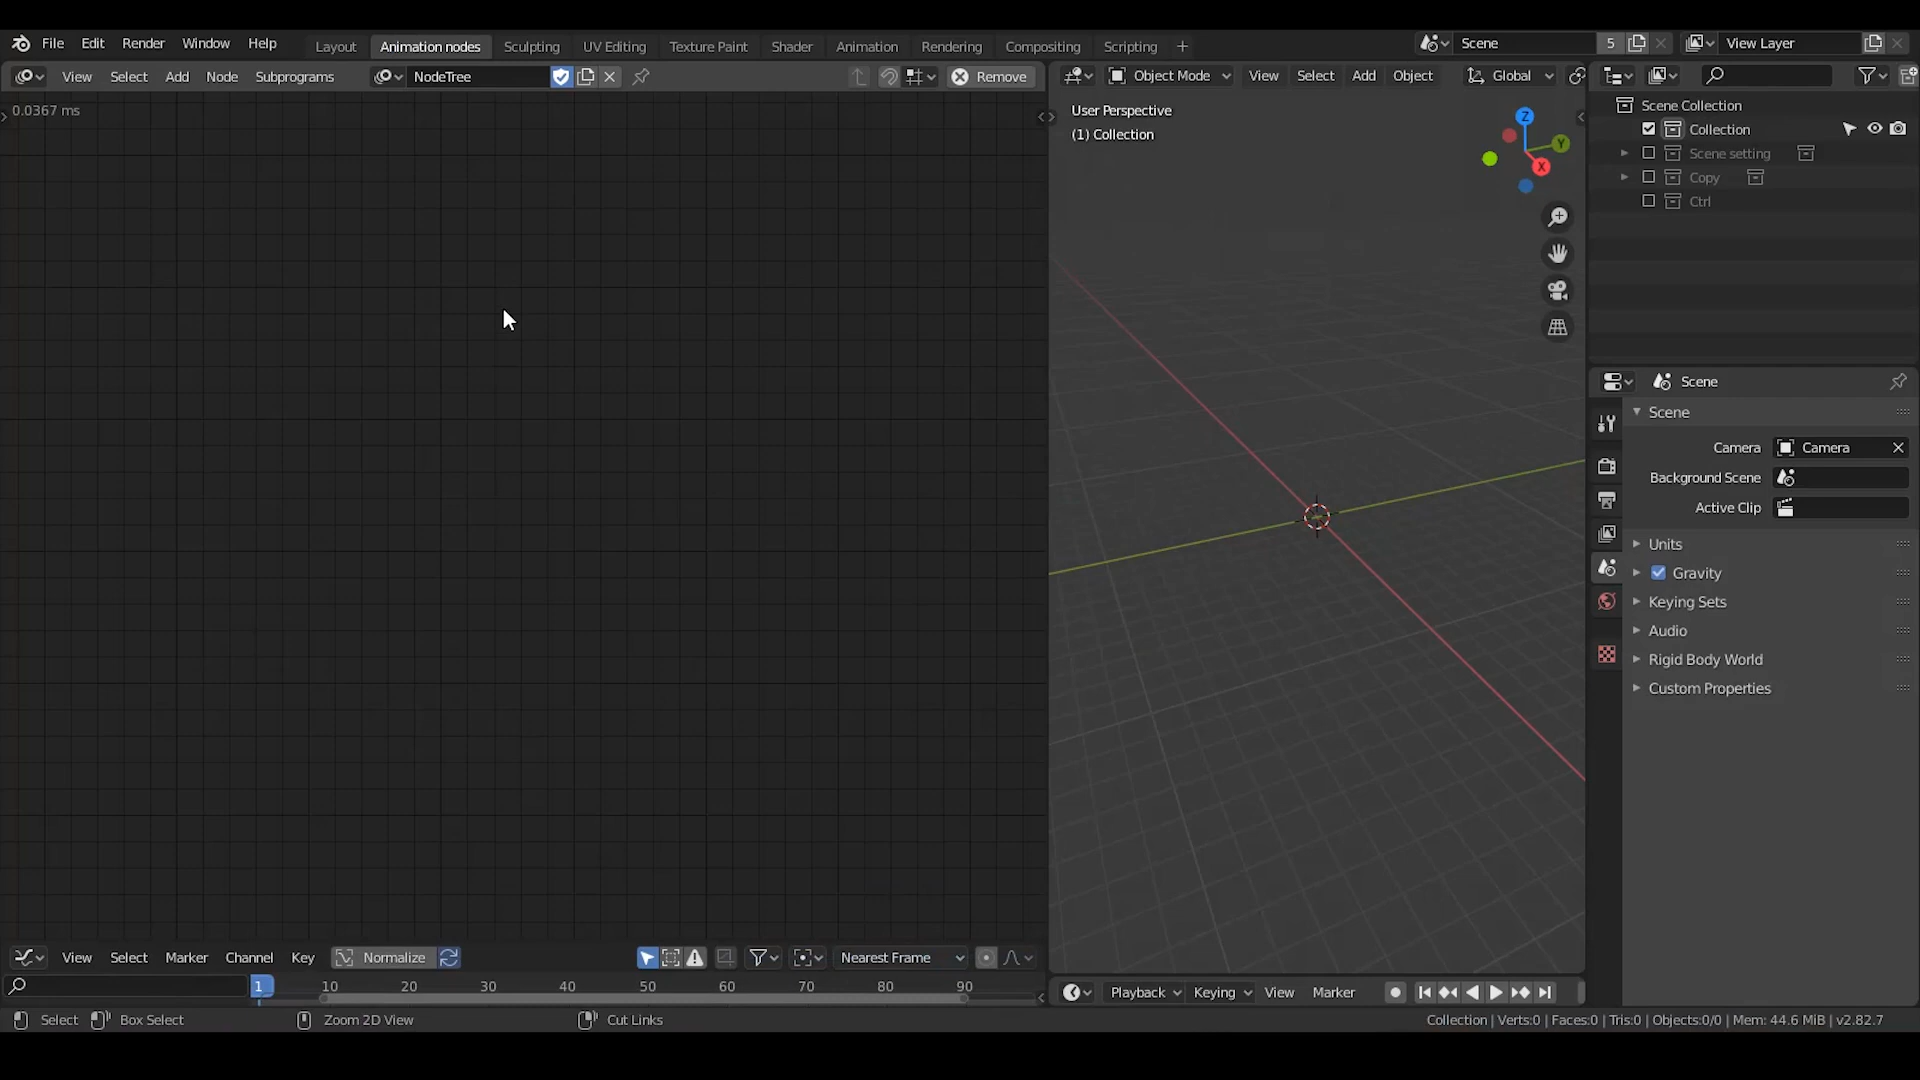 File Edit Render Window Help Layout Animation nodes Sculpting UV Editing Texture Paint Shader Animation Rendering Compositing Scripting + Scene 5 View Layer
View Select Add Node Subprograms NodeTree Remove
Object Mode View Select Add Object Global
0.0367 ms
User Perspective
(1) Collection
Z
Y
X
Scene Collection
Collection
Scene setting
Copy
Ctrl
Scene
Scene
Camera Camera
Background Scene
Active Clip
Units
Gravity
Keying Sets
Audio
Rigid Body World
Custom Properties
View Select Marker Channel Key Normalize Nearest Frame
1 10 20 30 40 50 60 70 80 90
Playback Keying View Marker
Select Box Select Zoom 2D View Cut Links
Collection | Verts:0 | Faces:0 | Tris:0 | Objects:0/0 | Mem: 44.6 MiB | v2.82.7